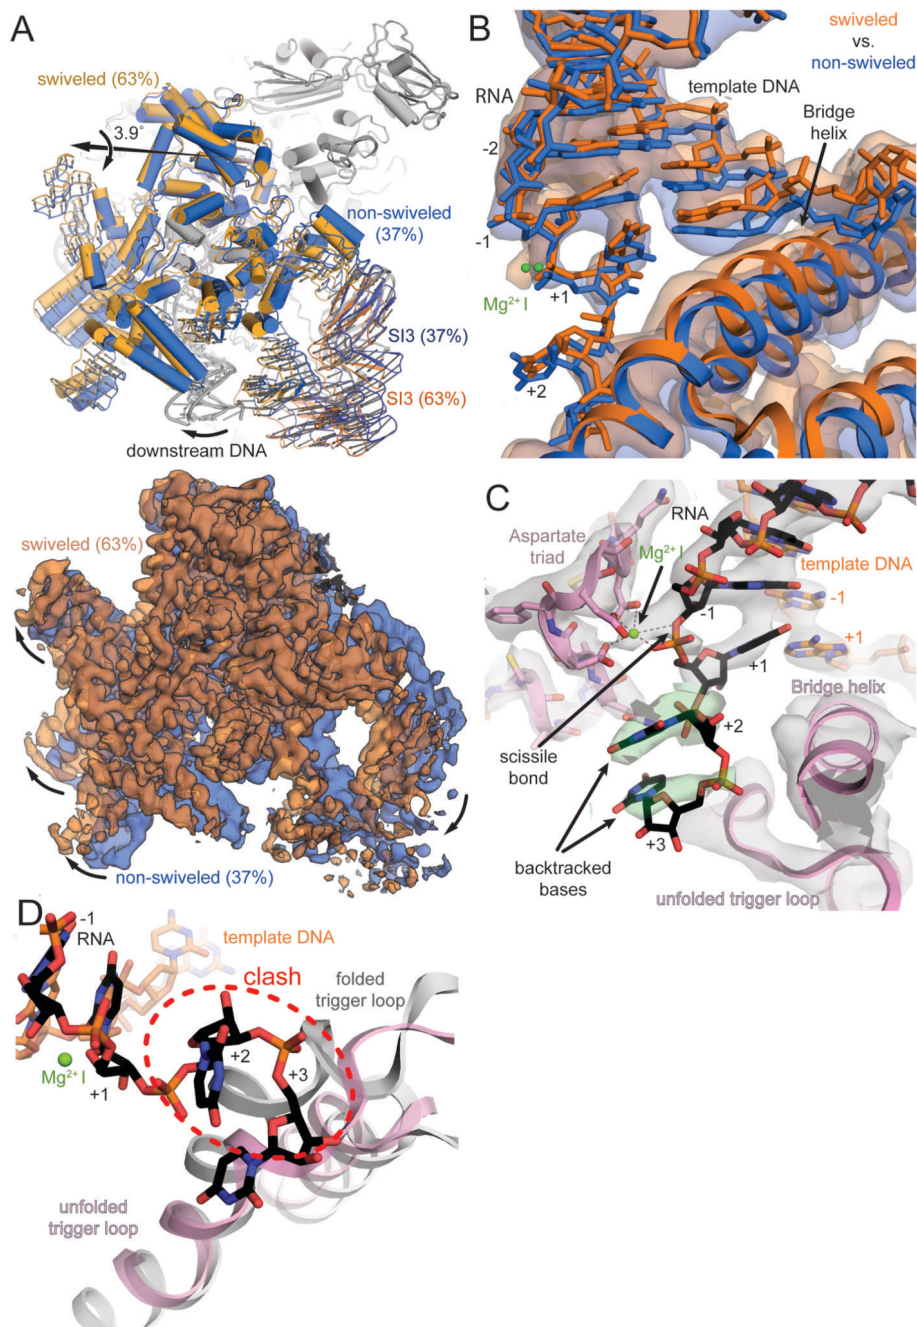 A
swiveled (63%)
3.9°
non-swiveled
(37%)
SI3 (37%)
SI3 (63%)
downstream DNA
swiveled (63%)
non-swiveled (37%)
B
swiveled
vs.
non-swiveled
RNA
template DNA
Bridge
helix
-2
-1
Mg2+ I
+1
+2
C
Aspartate
triad
RNA
Mg2+ I
template DNA
-1
-1
+1
+1
Bridge helix
+2
scissile
bond
backtracked
bases
+3
unfolded trigger loop
D
-1
RNA
template DNA
clash
folded
trigger loop
Mg2+ I
+1
+2
+3
unfolded
trigger loop